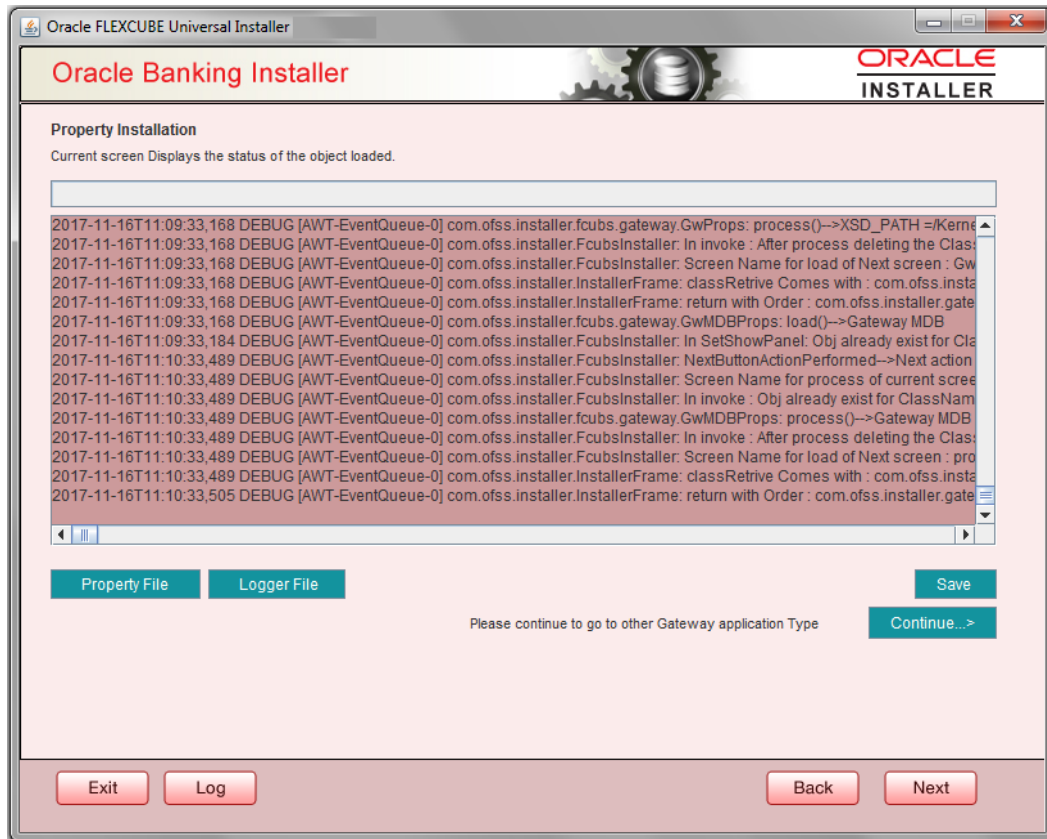 Oracle FLEXCUBE Universal Installer
Oracle Banking Installer
ORACLE
INSTALLER
Property Installation
Current screen Displays the status of the object loaded.
2017-11-16T11:09:33,168 DEBUG [AWT-EventQueue-0] com.ofss.installer.fcubs.gateway.GwProps: process()-->XSD_PATH =/Kerne
2017-11-16T11:09:33,168 DEBUG [AWT-EventQueue-0] com.ofss.installer.FcubsInstaller: In invoke : After process deleting the Clas
2017-11-16T11:09:33,168 DEBUG [AWT-EventQueue-0] com.ofss.installer.FcubsInstaller: Screen Name for load of Next screen : Gw
2017-11-16T11:09:33,168 DEBUG [AWT-EventQueue-0] com.ofss.installer.InstallerFrame: classRetrive Comes with : com.ofss.insta
2017-11-16T11:09:33,168 DEBUG [AWT-EventQueue-0] com.ofss.installer.InstallerFrame: return with Order : com.ofss.installer.gate
2017-11-16T11:09:33,168 DEBUG [AWT-EventQueue-0] com.ofss.installer.fcubs.gateway.GwMDBProps: load()-->Gateway MDB
2017-11-16T11:09:33,184 DEBUG [AWT-EventQueue-0] com.ofss.installer.FcubsInstaller: In SetShowPanel: Obj already exist for Cla
2017-11-16T11:10:33,489 DEBUG [AWT-EventQueue-0] com.ofss.installer.FcubsInstaller: NextButtonActionPerformed-->Next action
2017-11-16T11:10:33,489 DEBUG [AWT-EventQueue-0] com.ofss.installer.FcubsInstaller: Screen Name for process of current scree
2017-11-16T11:10:33,489 DEBUG [AWT-EventQueue-0] com.ofss.installer.FcubsInstaller: In invoke : Obj already exist for ClassNam
2017-11-16T11:10:33,489 DEBUG [AWT-EventQueue-0] com.ofss.installer.fcubs.gateway.GwMDBProps: process()-->Gateway MDB
2017-11-16T11:10:33,489 DEBUG [AWT-EventQueue-0] com.ofss.installer.FcubsInstaller: In invoke : After process deleting the Clas
2017-11-16T11:10:33,489 DEBUG [AWT-EventQueue-0] com.ofss.installer.FcubsInstaller: Screen Name for load of Next screen : pro
2017-11-16T11:10:33,489 DEBUG [AWT-EventQueue-0] com.ofss.installer.InstallerFrame: classRetrive Comes with : com.ofss.insta
2017-11-16T11:10:33,505 DEBUG [AWT-EventQueue-0] com.ofss.installer.InstallerFrame: return with Order : com.ofss.installer.gate
Property File Logger File Save
Please continue to go to other Gateway application Type Continue...>
Exit Log Back Next